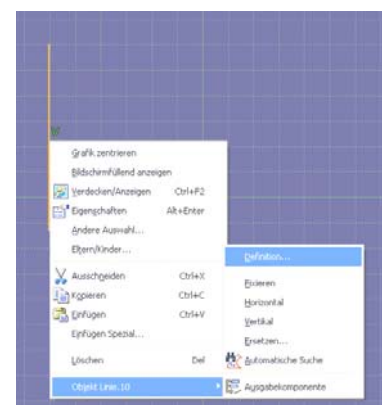 Grafik zentrieren
Bildschirmfüllend anzeigen
Verdecken/Anzeigen Ctrl+F2
Eigenschaften Alt+Enter
Andere Auswahl...
Eltern/Kinder...
Ausschneiden Ctrl+X
Kopieren Ctrl+C
Einfügen Ctrl+V
Einfügen Spezial...
Löschen Del
Objekt Linie.10
Definition...
Fixieren
Horizontal
Vertikal
Ersetzen...
Automatische Suche
Ausgabekomponente